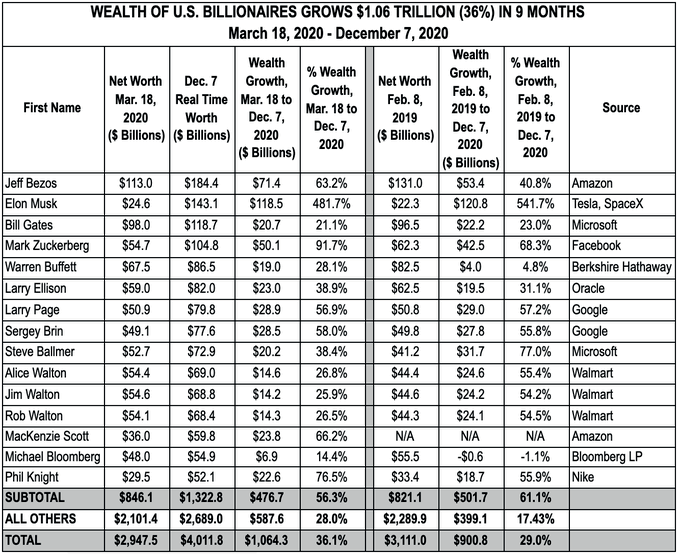 WEALTH OF U.S. BILLIONAIRES GROWS $1.06 TRILLION (36%) IN 9 MONTHS
March 18, 2020 - December 7, 2020
First Name | Net Worth Mar. 18, 2020 ($ Billions) | Dec. 7 Real Time Worth ($ Billions) | Wealth Growth, Mar. 18 to Dec. 7, 2020 ($ Billions) | % Wealth Growth, Mar. 18 to Dec. 7, 2020 | Net Worth Feb. 8, 2019 ($ Billions) | Wealth Growth, Feb. 8, 2019 to Dec. 7, 2020 ($ Billions) | % Wealth Growth, Feb. 8, 2019 to Dec. 7, 2020 | Source
Jeff Bezos $113.0 $184.4 $71.4 63.2% $131.0 $53.4 40.8% Amazon
Elon Musk $24.6 $143.1 $118.5 481.7% $22.3 $120.8 541.7% Tesla, SpaceX
Bill Gates $98.0 $118.7 $20.7 21.1% $96.5 $22.2 23.0% Microsoft
Mark Zuckerberg $54.7 $104.8 $50.1 91.7% $62.3 $42.5 68.3% Facebook
Warren Buffett $67.5 $86.5 $19.0 28.1% $82.5 $4.0 4.8% Berkshire Hathaway
Larry Ellison $59.0 $82.0 $23.0 38.9% $62.5 $19.5 31.1% Oracle
Larry Page $50.9 $79.8 $28.9 56.9% $50.8 $29.0 57.2% Google
Sergey Brin $49.1 $77.6 $28.5 58.0% $49.8 $27.8 55.8% Google
Steve Ballmer $52.7 $72.9 $20.2 38.4% $41.2 $31.7 77.0% Microsoft
Alice Walton $54.4 $69.0 $14.6 26.8% $44.4 $24.6 55.4% Walmart
Jim Walton $54.6 $68.8 $14.2 25.9% $44.6 $24.2 54.2% Walmart
Rob Walton $54.1 $68.4 $14.3 26.5% $44.3 $24.1 54.5% Walmart
MacKenzie Scott $36.0 $59.8 $23.8 66.2% N/A N/A N/A Amazon
Michael Bloomberg $48.0 $54.9 $6.9 14.4% $55.5 -$0.6 -1.1% Bloomberg LP
Phil Knight $29.5 $52.1 $22.6 76.5% $33.4 $18.7 55.9% Nike
SUBTOTAL $846.1 $1,322.8 $476.7 56.3% $821.1 $501.7 61.1%
ALL OTHERS $2,101.4 $2,689.0 $587.6 28.0% $2,289.9 $399.1 17.43%
TOTAL $2,947.5 $4,011.8 $1,064.3 36.1% $3,111.0 $900.8 29.0%